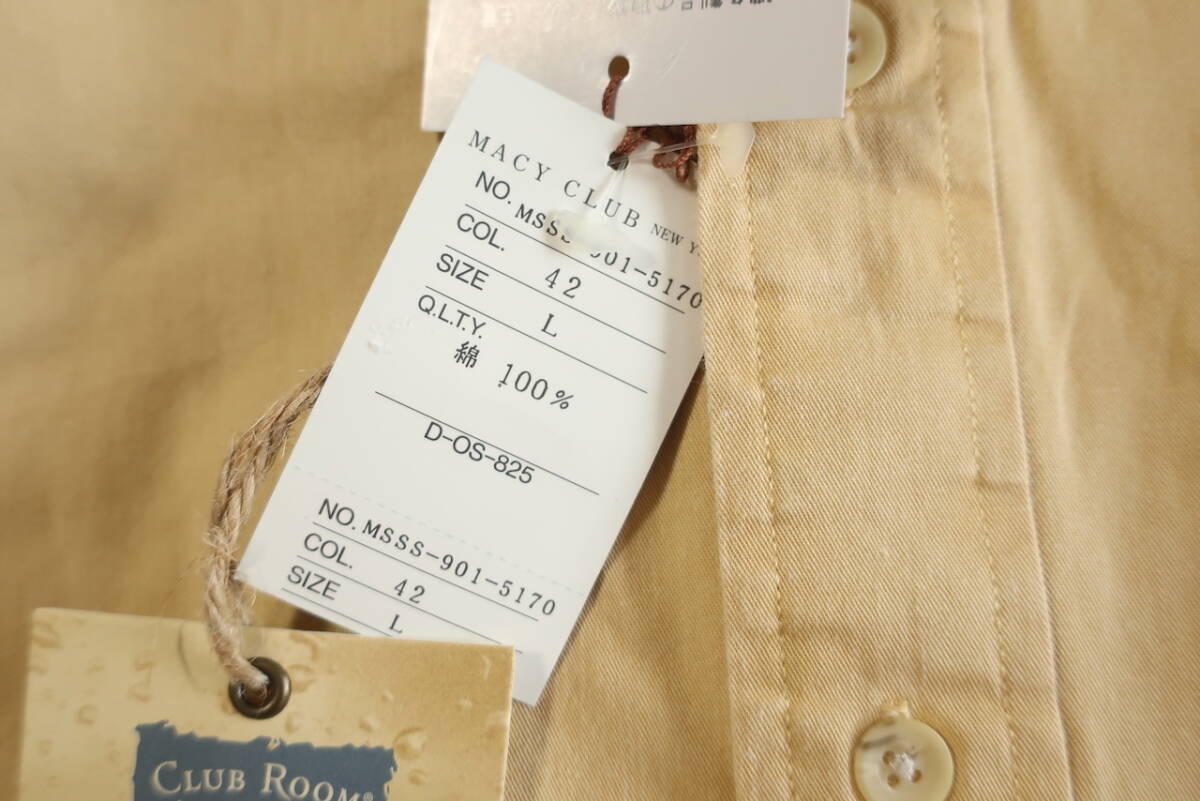 MACY CLUB NEW Y
NO. MSSS-901-5170
COL. 42
SIZE L
Q.L.T.Y.
綿 100%
D-OS-825
NO. MSSS-901-5170
COL. 42
SIZE L
CLUB ROOM®